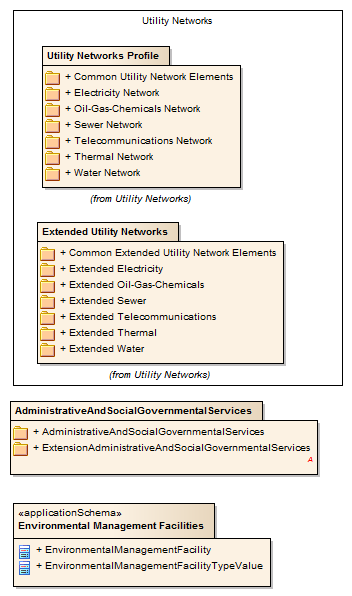 Utility Networks
Utility Networks Profile
+ Common Utility Network Elements
+ Electricity Network
+ Oil-Gas-Chemicals Network
+ Sewer Network
+ Telecommunications Network
+ Thermal Network
+ Water Network
(from Utility Networks)
Extended Utility Networks
+ Common Extended Utility Network Elements
+ Extended Electricity
+ Extended Oil-Gas-Chemicals
+ Extended Sewer
+ Extended Telecommunications
+ Extended Thermal
+ Extended Water
(from Utility Networks)
AdministrativeAndSocialGovernmentalServices
+ AdministrativeAndSocialGovernmentalServices
+ ExtensionAdministrativeAndSocialGovernmentalServices
A
«applicationSchema»
Environmental Management Facilities
+ EnvironmentalManagementFacility
+ EnvironmentalManagementFacilityTypeValue